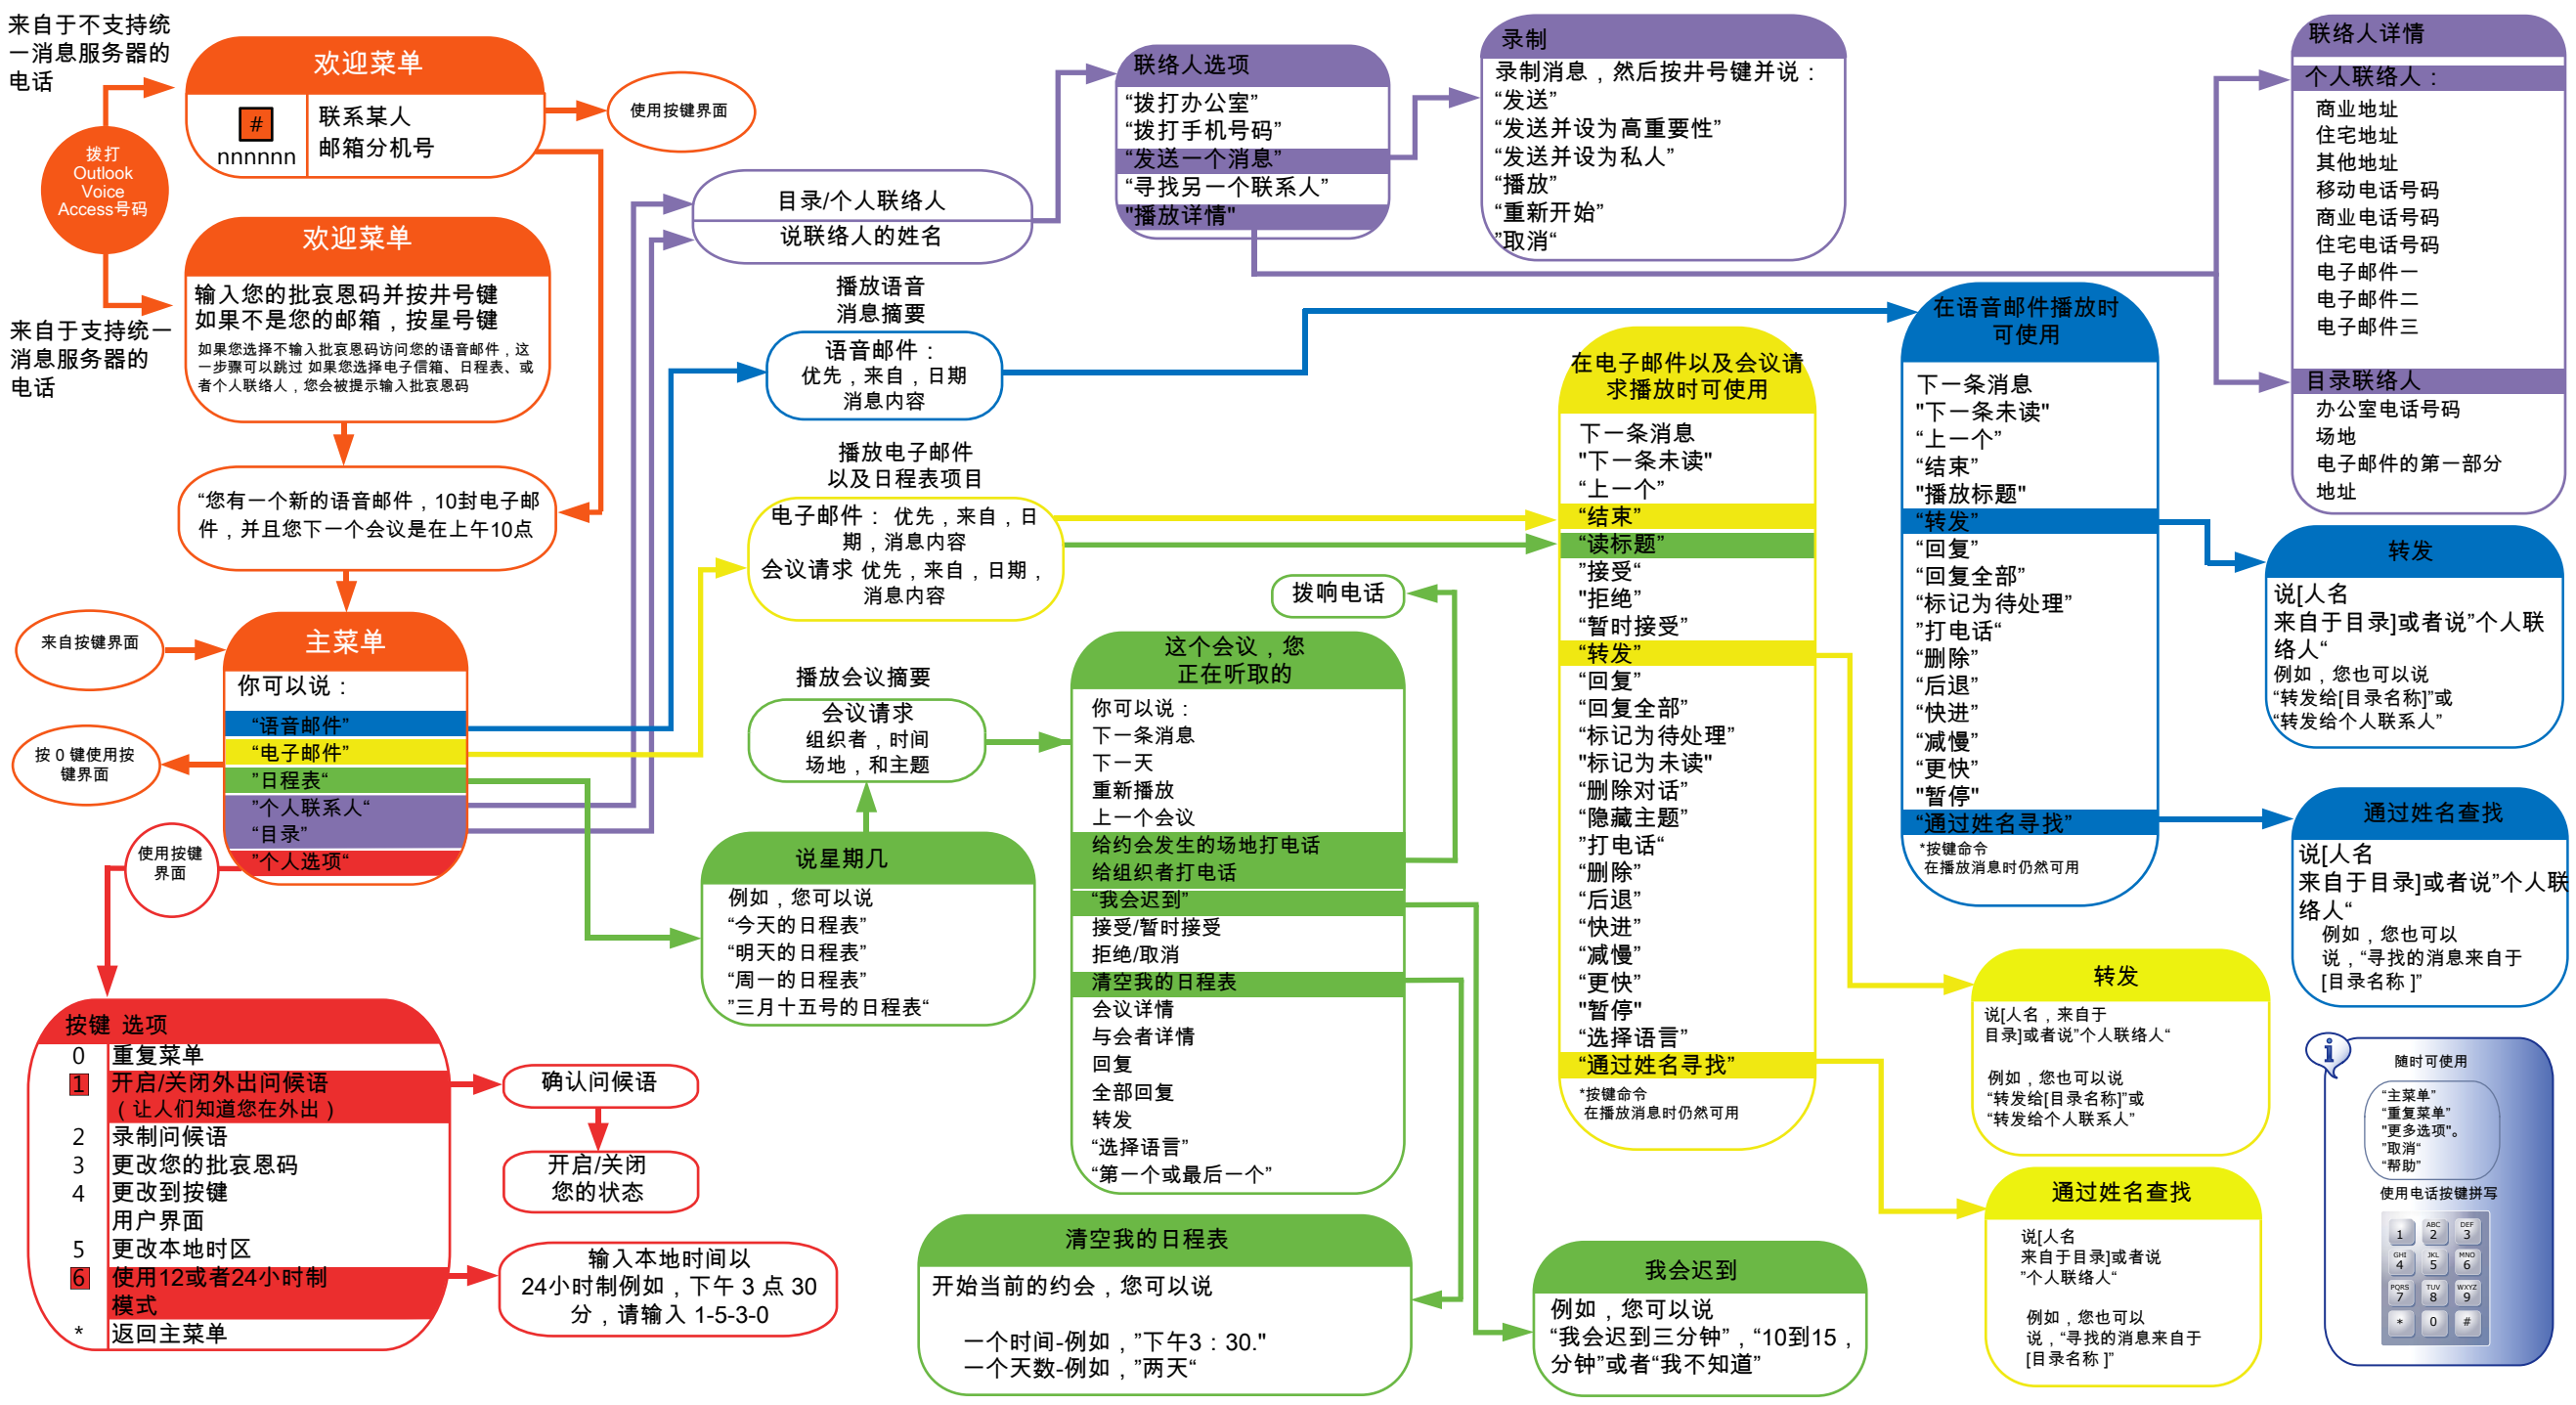 来自于不支持统
一消息服务器的
电话
欢迎菜单
#
nnnnnn
联系某人
邮箱分机号
使用按键界面
拨打
Outlook
Voice
Access号码
欢迎菜单
输入您的批哀恩码并按井号键
如果不是您的邮箱，按星号键
如果您选择不输入批哀恩码访问您的语音邮件，这
一步骤可以跳过 如果您选择电子信箱、日程表、或
者个人联络人，您会被提示输入批哀恩码
来自于支持统一
消息服务器的
电话
“您有一个新的语音邮件，10封电子邮
件，并且您下一个会议是在上午10点
来自按键界面
主菜单
你可以说：
“语音邮件”
“电子邮件”
”日程表“
”个人联系人“
“目录”
”个人选项“
按 0 键使用按
键界面
使用按键
界面
按键 选项
0 重复菜单
1 开启/关闭外出问候语
（让人们知道您在外出）
2 录制问候语
3 更改您的批哀恩码
4 更改到按键
用户界面
5 更改本地时区
6 使用12或者24小时制
模式
* 返回主菜单
确认问候语
开启/关闭
您的状态
输入本地时间以
24小时制例如，下午 3 点 30
分，请输入 1-5-3-0
目录/个人联络人
说联络人的姓名
联络人选项
“拨打办公室”
“拨打手机号码”
“发送一个消息”
“寻找另一个联系人”
"播放详情"
录制
录制消息，然后按井号键并说：
“发送”
“发送并设为高重要性”
“发送并设为私人”
“播放”
“重新开始”
”取消“
联络人详情
个人联络人：
商业地址
住宅地址
其他地址
移动电话号码
商业电话号码
住宅电话号码
电子邮件一
电子邮件二
电子邮件三
目录联络人
办公室电话号码
场地
电子邮件的第一部分
地址
播放语音
消息摘要
语音邮件：
优先，来自，日期
消息内容
播放电子邮件
以及日程表项目
电子邮件： 优先，来自，日
期，消息内容
会议请求 优先，来自，日期，
消息内容
播放会议摘要
会议请求
组织者，时间
场地，和主题
说星期几
例如，您可以说
“今天的日程表”
“明天的日程表”
“周一的日程表”
”三月十五号的日程表“
拨响电话
这个会议，您
正在听取的
你可以说：
下一条消息
下一天
重新播放
上一个会议
给约会发生的场地打电话
给组织者打电话
“我会迟到”
接受/暂时接受
拒绝/取消
清空我的日程表
会议详情
与会者详情
回复
全部回复
转发
“选择语言”
“第一个或最后一个”
清空我的日程表
开始当前的约会，您可以说
一个时间-例如，”下午3：30."
一个天数-例如，”两天“
我会迟到
例如，您可以说
“我会迟到三分钟”，“10到15，
分钟”或者“我不知道”
在电子邮件以及会议请
求播放时可使用
下一条消息
"下一条未读"
“上一个”
“结束”
“读标题”
”接受“
"拒绝”
“暂时接受”
“转发”
“回复”
“回复全部”
“标记为待处理”
"标记为未读"
“删除对话”
“隐藏主题”
”打电话“
“删除”
“后退”
“快进”
“减慢”
“更快”
"暂停"
“选择语言”
“通过姓名寻找”
*按键命令
在播放消息时仍然可用
在语音邮件播放时
可使用
下一条消息
"下一条未读"
“上一个”
“结束”
"播放标题"
“转发”
“回复”
“回复全部”
“标记为待处理”
”打电话“
“删除”
“后退”
“快进”
“减慢”
“更快”
"暂停"
“通过姓名寻找”
*按键命令
在播放消息时仍然可用
转发
说[人名
来自于目录]或者说”个人联
络人“
例如，您也可以说
“转发给[目录名称]”或
“转发给个人联系人”
通过姓名查找
说[人名
来自于目录]或者说”个人联
络人“
例如，您也可以
说，“寻找的消息来自于
[目录名称 ]”
转发
说[人名，来自于
目录]或者说”个人联络人“
例如，您也可以说
“转发给[目录名称]”或
“转发给个人联系人”
通过姓名查找
说[人名
来自于目录]或者说
”个人联络人“
例如，您也可以
说，“寻找的消息来自于
[目录名称 ]”
i
随时可使用
“主菜单”
“重复菜单”
"更多选项"。
”取消“
“帮助”
使用电话按键拼写
1 ABC 2 DEF 3
GHI 4 JKL 5 MNO 6
PQRS 7 TUV 8 WXYZ 9
* 0 #